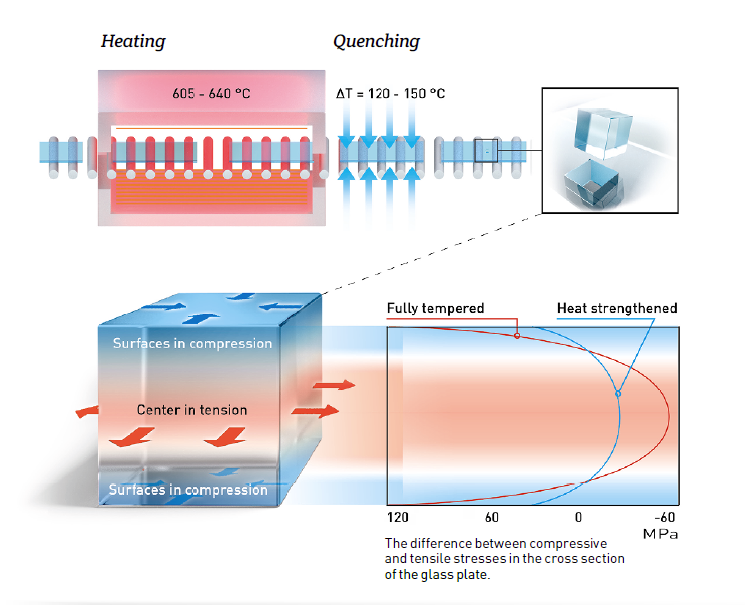 Heating
Quenching
605 - 640 °C
ΔT = 120 - 150 °C
Fully tempered
Heat strengthened
Surfaces in compression
Center in tension
Surfaces in compression
120
60
0
-60
MPa
The difference between compressive
and tensile stresses in the cross section
of the glass plate.